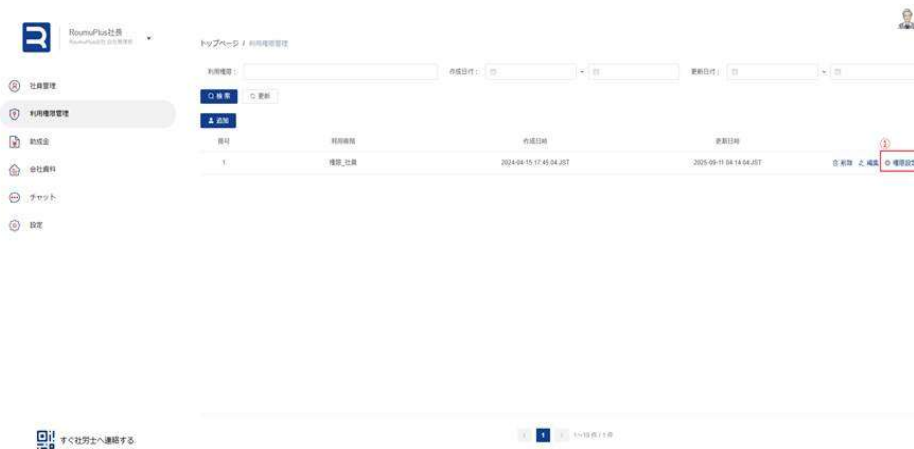 RoumuPlus社長
トップページ / 利用権限管理
社員管理
利用権限管理
助成金
会社資料
チャット
設定
利用権限： 作成日付： ~ 更新日付： ~
検索 更新
追加
番号 利用権限 作成日時 更新日時
①
1 権限_社員 2024-04-15 17:45:04 JST 2025-09-11 04:14:04 JST 削除 編集 権限設定
すぐ社労士へ連絡する
1 1~10 件 / 1 件